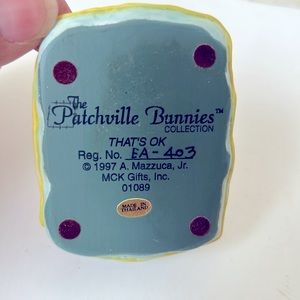 The
Patchville Bunnies™
COLLECTION
THAT'S OK
Reg. No. EA-403
© 1997 A. Mazzuca, Jr.
MCK Gifts, Inc.
01089
MADE IN
THAILAND